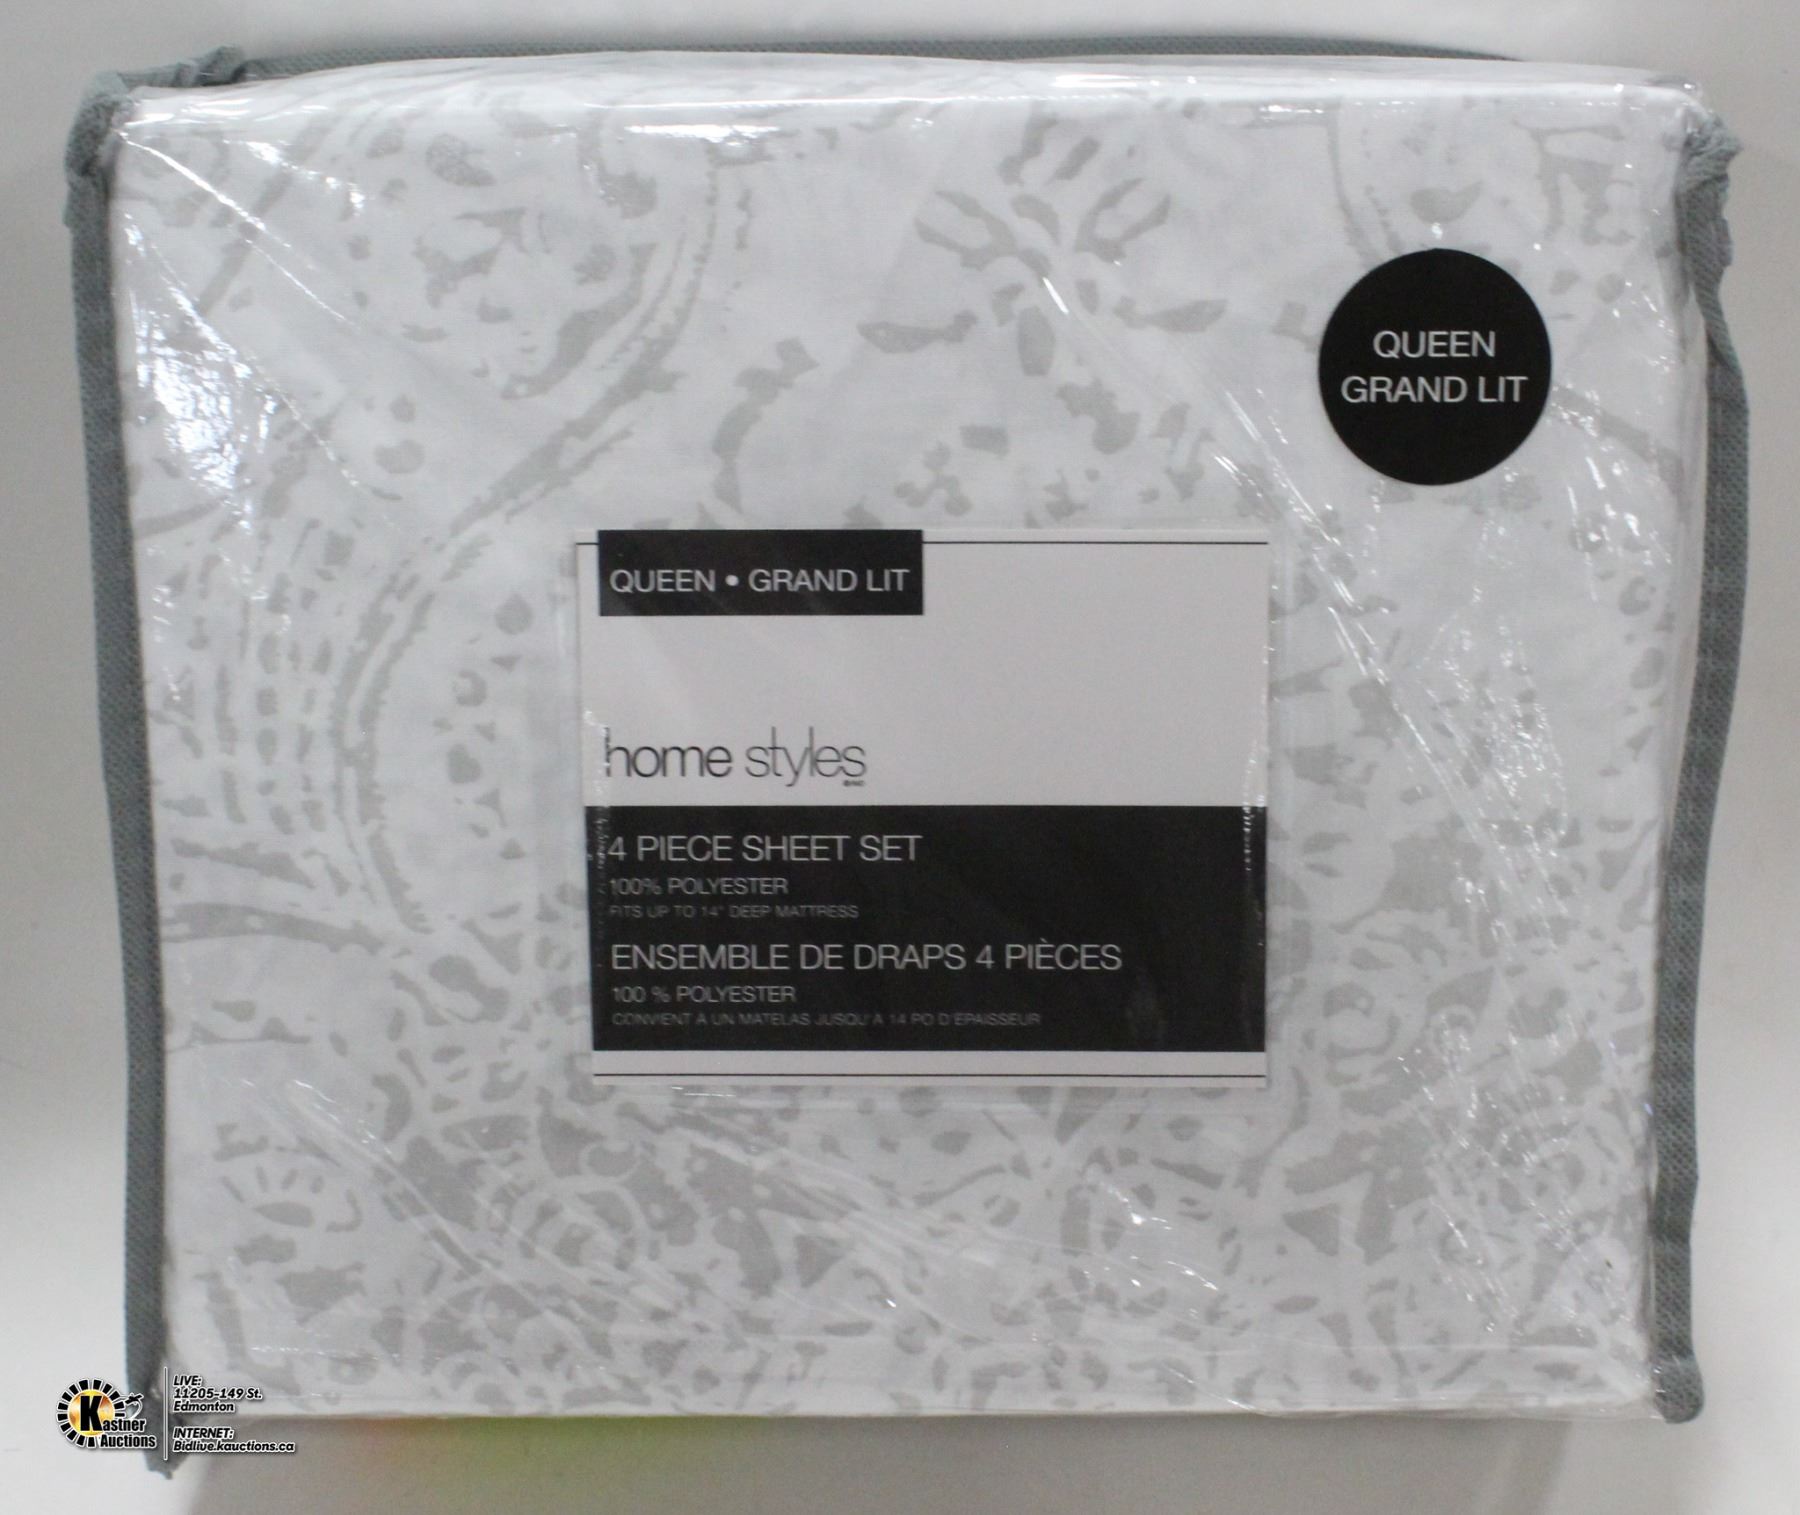 QUEEN
GRAND LIT
QUEEN • GRAND LIT
home styles
4 PIECE SHEET SET
100% POLYESTER
FITS UP TO 14" DEEP MATTRESS
ENSEMBLE DE DRAPS 4 PIÈCES
100 % POLYESTER
CONVIENT À UN MATELAS JUSQU'À 14 PO D'ÉPAISSEUR
Kastner
Auctions
LIVE:
11205-149 St.
Edmonton
INTERNET:
Bidlive.kauctions.ca